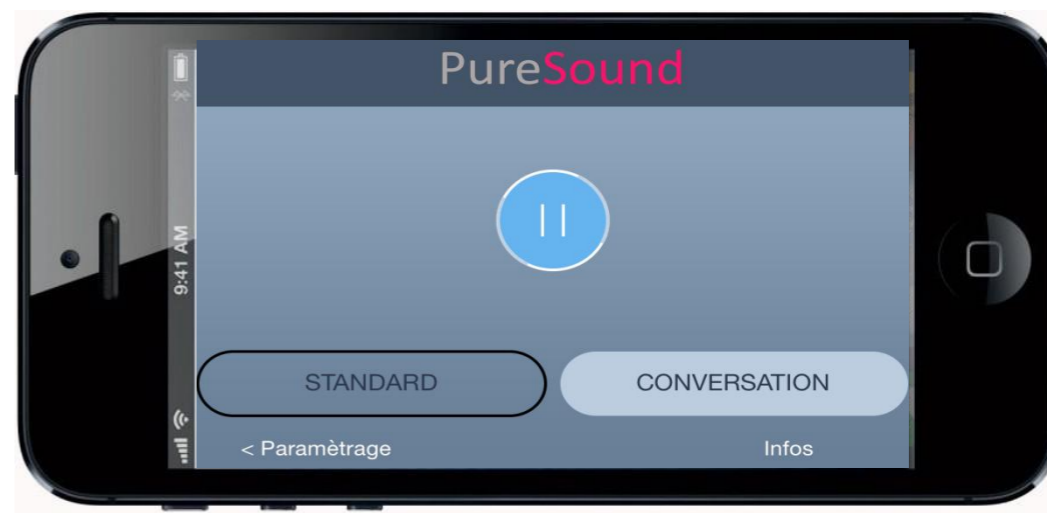 PureSound
9:41 AM
STANDARD
CONVERSATION
< Paramètrage
Infos